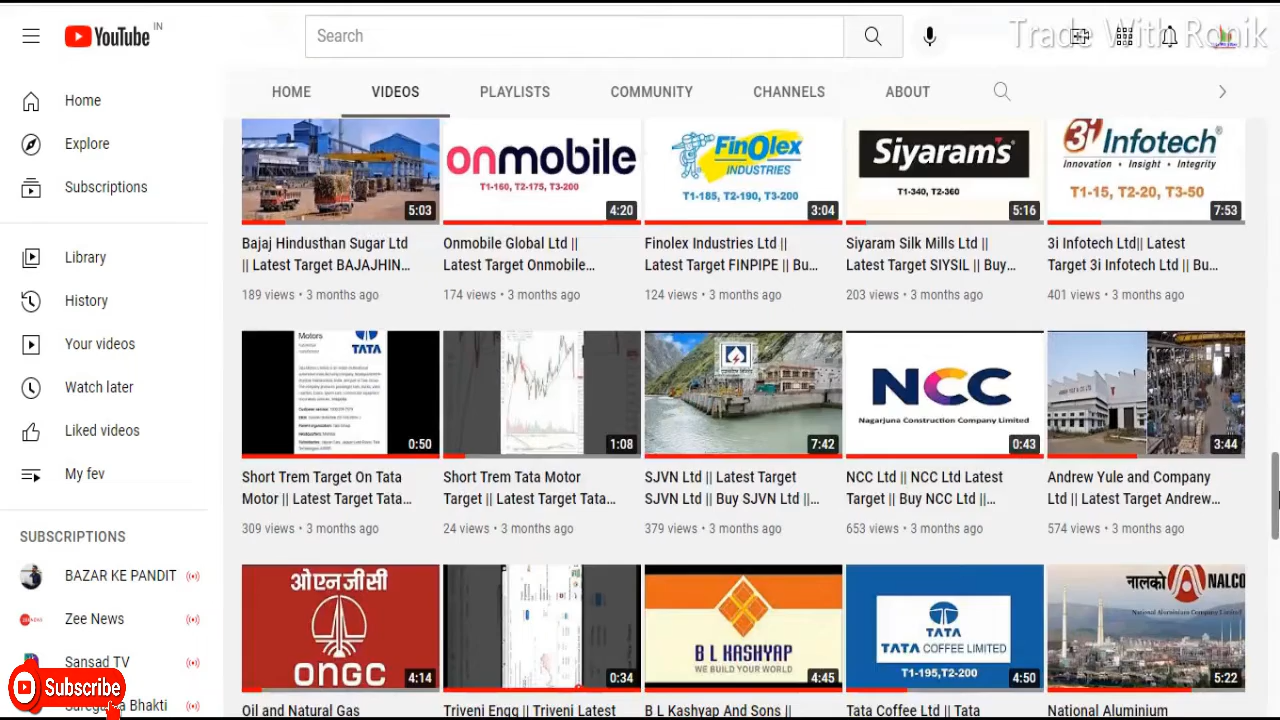 YouTube IN
Search
Trade With Ronik
HOME VIDEOS PLAYLISTS COMMUNITY CHANNELS ABOUT
Home
Explore
Subscriptions
Library
History
Your videos
Watch later
Liked videos
My fev
SUBSCRIPTIONS
BAZAR KE PANDIT
Zee News
Sansad TV
Bhakti
Subscribe
5:03
onmobile
T1-160, T2-175, T3-200
4:20
FinOlex
INDUSTRIES
T1-185, T2-190, T3-200
3:04
Siyaram's
T1-340, T2-360
5:16
3i Infotech
Innovation • Insight • Integrity
T1-15, T2-20, T3-50
7:53
Bajaj Hindusthan Sugar Ltd
|| Latest Target BAJAJHIN...
189 views • 3 months ago
Onmobile Global Ltd ||
Latest Target Onmobile...
174 views • 3 months ago
Finolex Industries Ltd ||
Latest Target FINPIPE || Bu...
124 views • 3 months ago
Siyaram Silk Mills Ltd ||
Latest Target SIYSIL || Buy...
203 views • 3 months ago
3i Infotech Ltd|| Latest
Target 3i Infotech Ltd || Bu...
401 views • 3 months ago
Motors
TATA
0:50
1:08
7:42
NCC
Nagarjuna Construction Company Limited
0:43
3:44
Short Trem Target On Tata
Motor || Latest Target Tata...
309 views • 3 months ago
Short Trem Tata Motor
Target || Latest Target Tata...
24 views • 3 months ago
SJVN Ltd || Latest Target
SJVN Ltd || Buy SJVN Ltd ||...
379 views • 3 months ago
NCC Ltd || NCC Ltd Latest
Target || Buy NCC Ltd ||...
653 views • 3 months ago
Andrew Yule and Company
Ltd || Latest Target Andrew...
574 views • 3 months ago
ओएनजीसी
ONGC
4:14
0:34
B L KASHYAP
WE BUILD YOUR WORLD
4:45
TATA
TATA COFFEE LIMITED
T1-195,T2-200
4:50
नालको NALCO
National Aluminium Company Limited
5:22
Oil and Natural Gas
Triveni Engg || Triveni Latest
B L Kashyap And Sons ||
Tata Coffee Ltd || Tata
National Aluminium